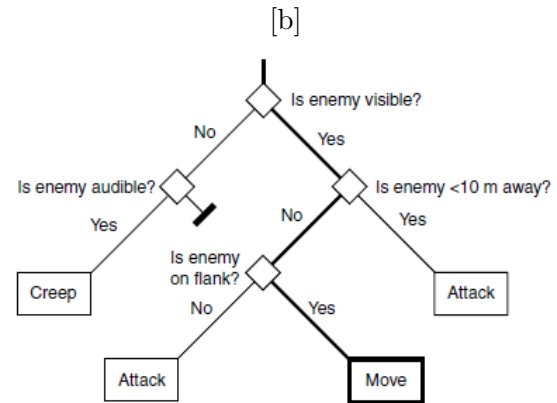 [b]
Is enemy visible?
No
Yes
Is enemy audible?
Is enemy <10 m away?
Yes
No
Yes
Is enemy
on flank?
Creep
No
Yes
Attack
Attack
Move